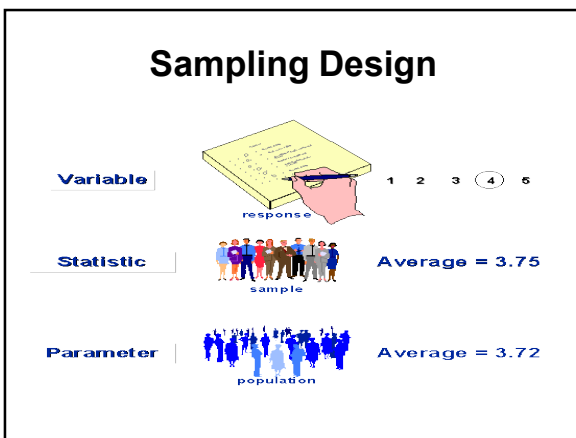 Sampling Design
Variable
1 2 3 4 5
response
Statistic
Average = 3.75
sample
Parameter
Average = 3.72
population